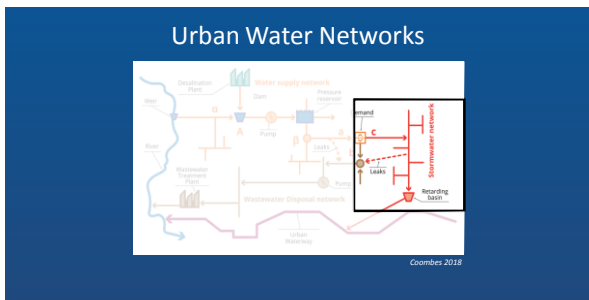 Urban Water Networks
Desalination
Plant
Water supply network
Weir
α
Dam
Pressure
reservoir
A
Pump
β
a
Demand
c
Stormwater network
River
Leaks
Leaks
Wastewater
Treatment
Plant
Pump
Retarding
basin
Wastewater Disposal network
Urban
Waterway
Coombes 2018